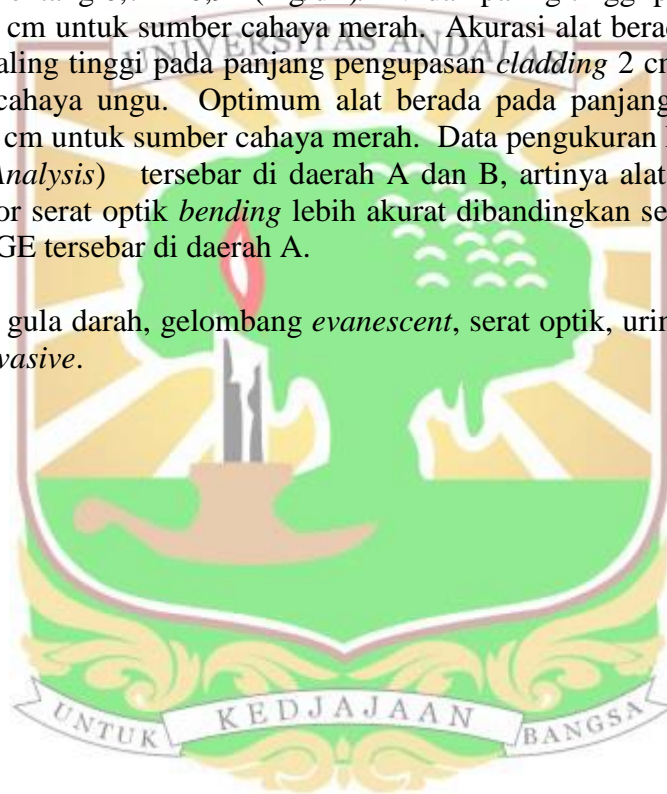 cm untuk sumber cahaya merah. Akurasi alat berad
UNIVERSITAS ANDALAS
aling tinggi pada panjang pengupasan cladding 2 cm
cahaya ungu. Optimum alat berada pada panjang
cm untuk sumber cahaya merah. Data pengukuran
Analysis) tersebar di daerah A dan B, artinya alat
or serat optik bending lebih akurat dibandingkan se
GE tersebar di daerah A.
gula darah, gelombang evanescent, serat optik, urin
vasive.
UNTUK KEDJAJAAN BANGSA